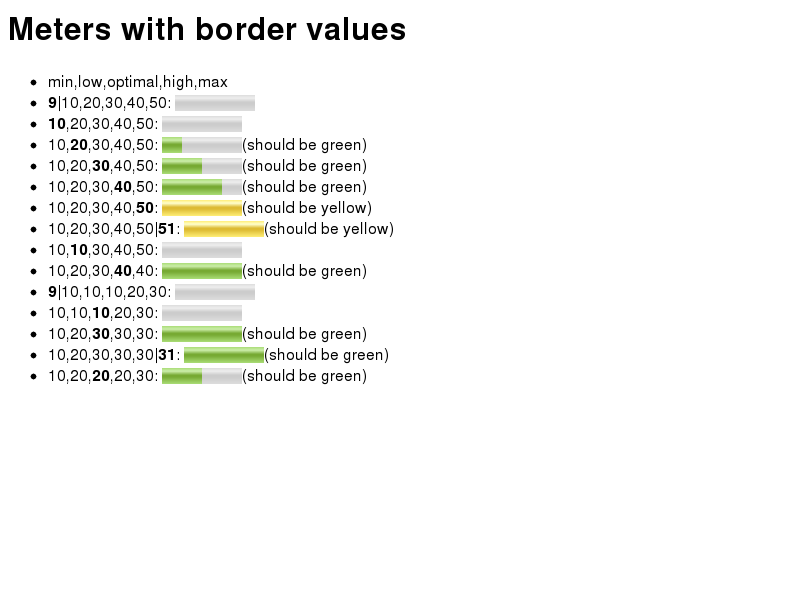 Meters with border values
min,low,optimal,high,max
9|10,20,30,40,50:
10,20,30,40,50:
10,20,30,40,50: (should be green)
10,20,30,40,50: (should be green)
10,20,30,40,50: (should be green)
10,20,30,40,50: (should be yellow)
10,20,30,40,50|51: (should be yellow)
10,10,30,40,50:
10,20,30,40,40: (should be green)
9|10,10,10,20,30:
10,10,10,20,30:
10,20,30,30,30: (should be green)
10,20,30,30,30|31: (should be green)
10,20,20,20,30: (should be green)